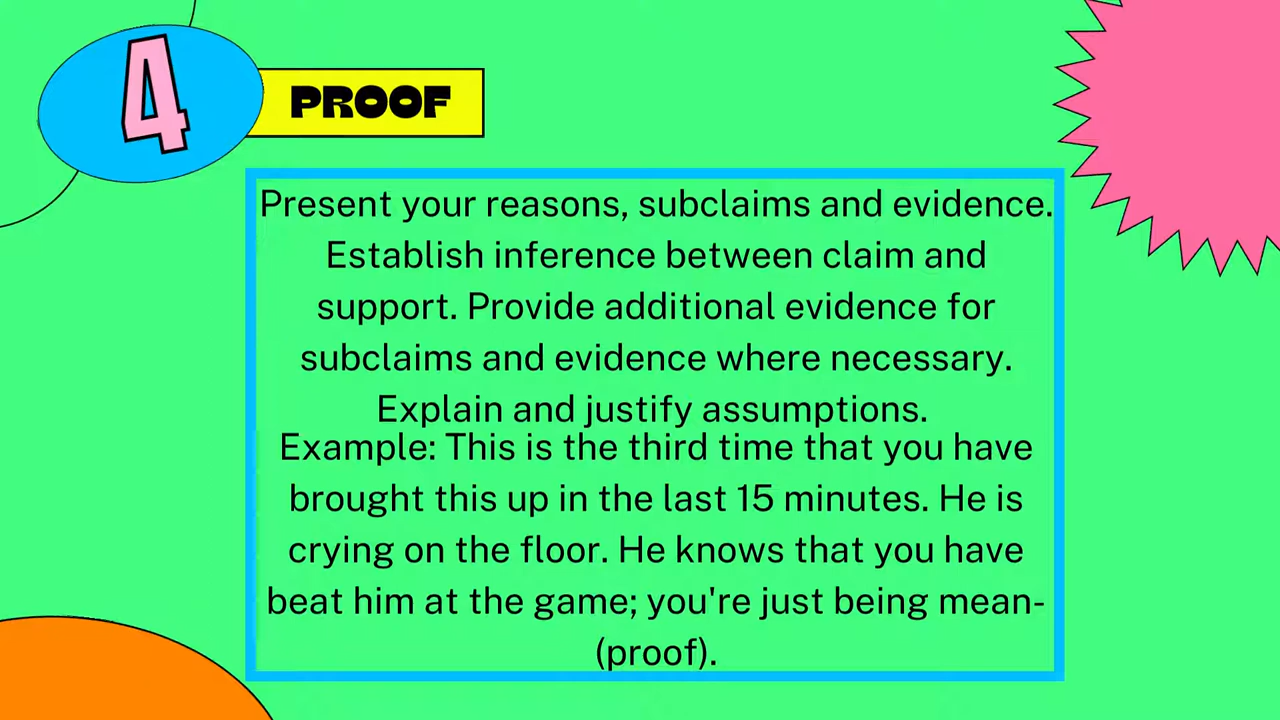 4
PROOF
Present your reasons, subclaims and evidence.
Establish inference between claim and
support. Provide additional evidence for
subclaims and evidence where necessary.
Explain and justify assumptions.
Example: This is the third time that you have
brought this up in the last 15 minutes. He is
crying on the floor. He knows that you have
beat him at the game; you're just being mean-
(proof).